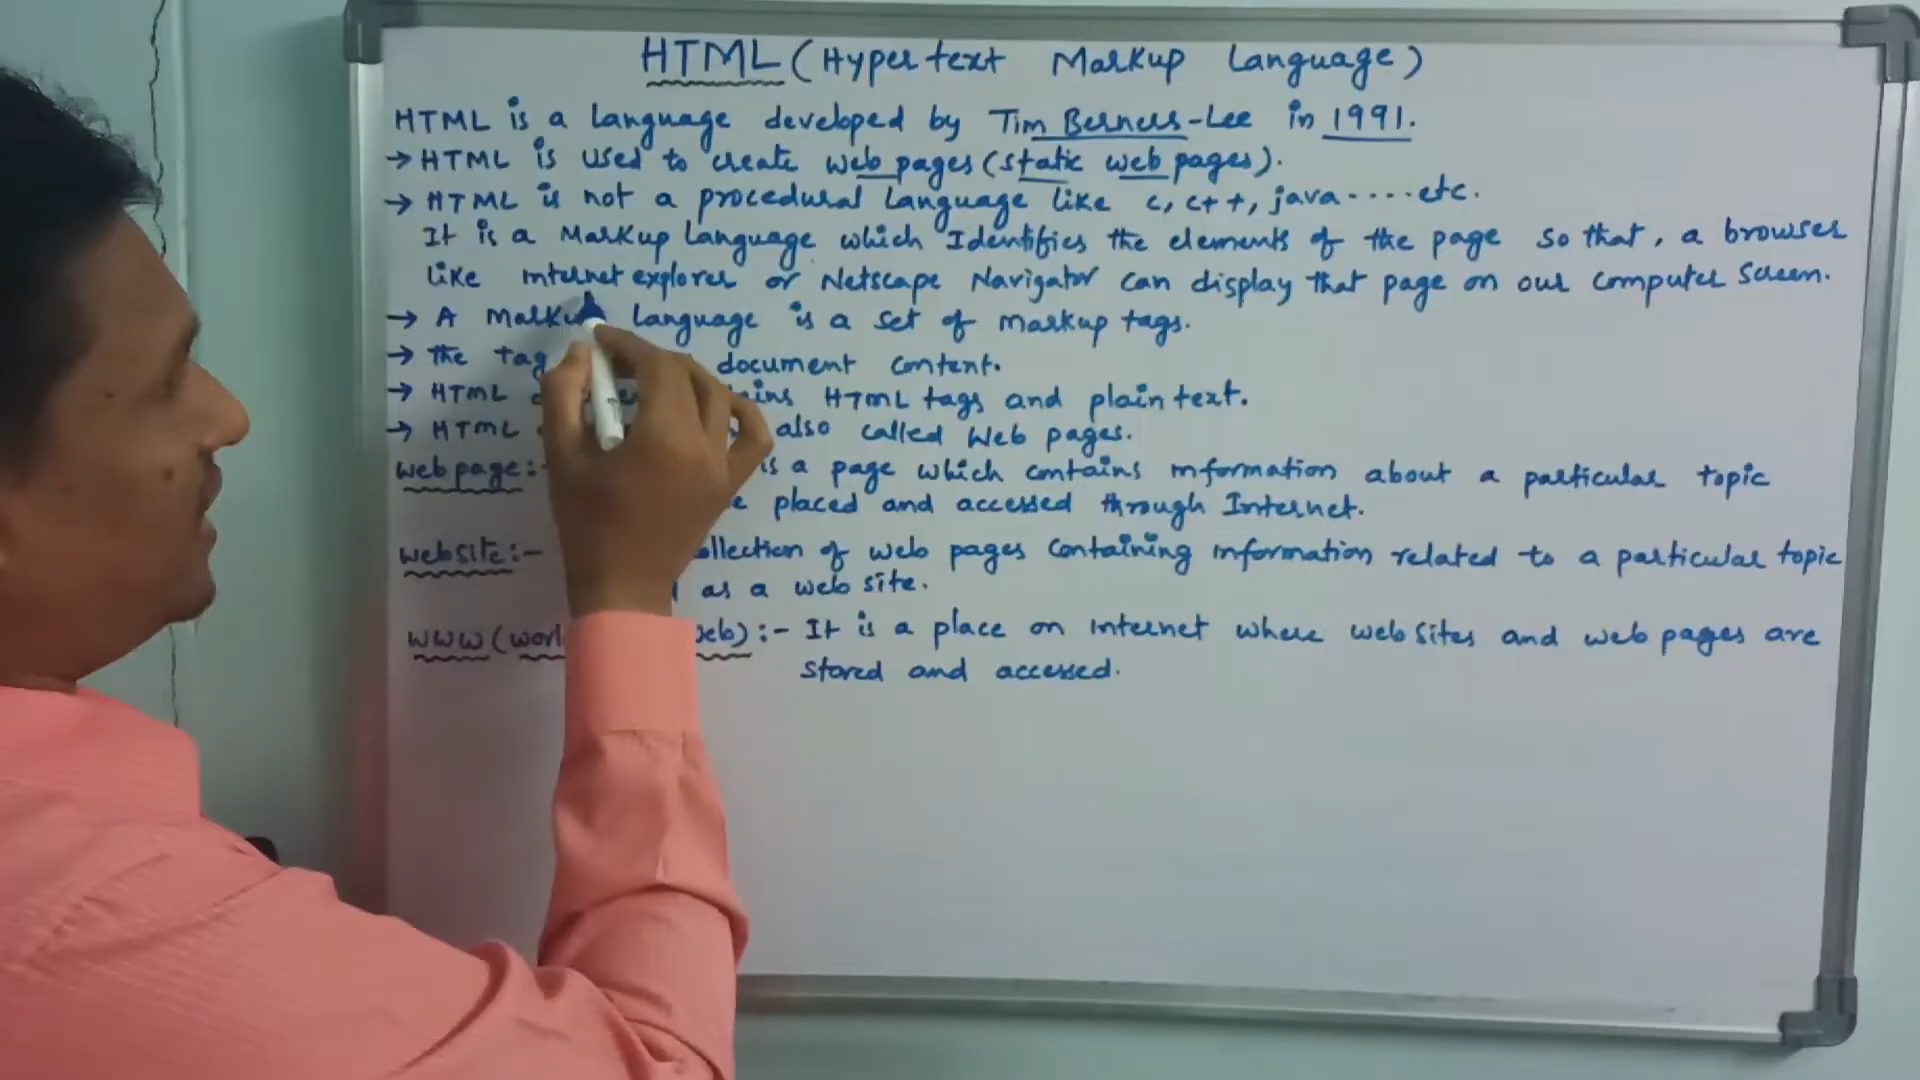 HTML (Hypertext Markup Language)
HTML is a language developed by Tim Berners-Lee in 1991.
→ HTML is used to create web pages (static web pages).
→ HTML is not a procedural language like c, c++, java.....etc.
It is a Markup language which Identifies the elements of the page so that, a browser
like internet explorer or Netscape Navigator can display that page on our computer screen.
→ A Markup language is a set of markup tags.
→ The tag document content.
→ HTML HTML tags and plain text.
→ HTML also called Web pages.
web page:- is a page which contains information about a particular topic
placed and accessed through Internet.
website:- collection of web pages containing information related to a particular topic
as a web site.
WWW (world web):- It is a place on internet where web sites and web pages are
stored and accessed.